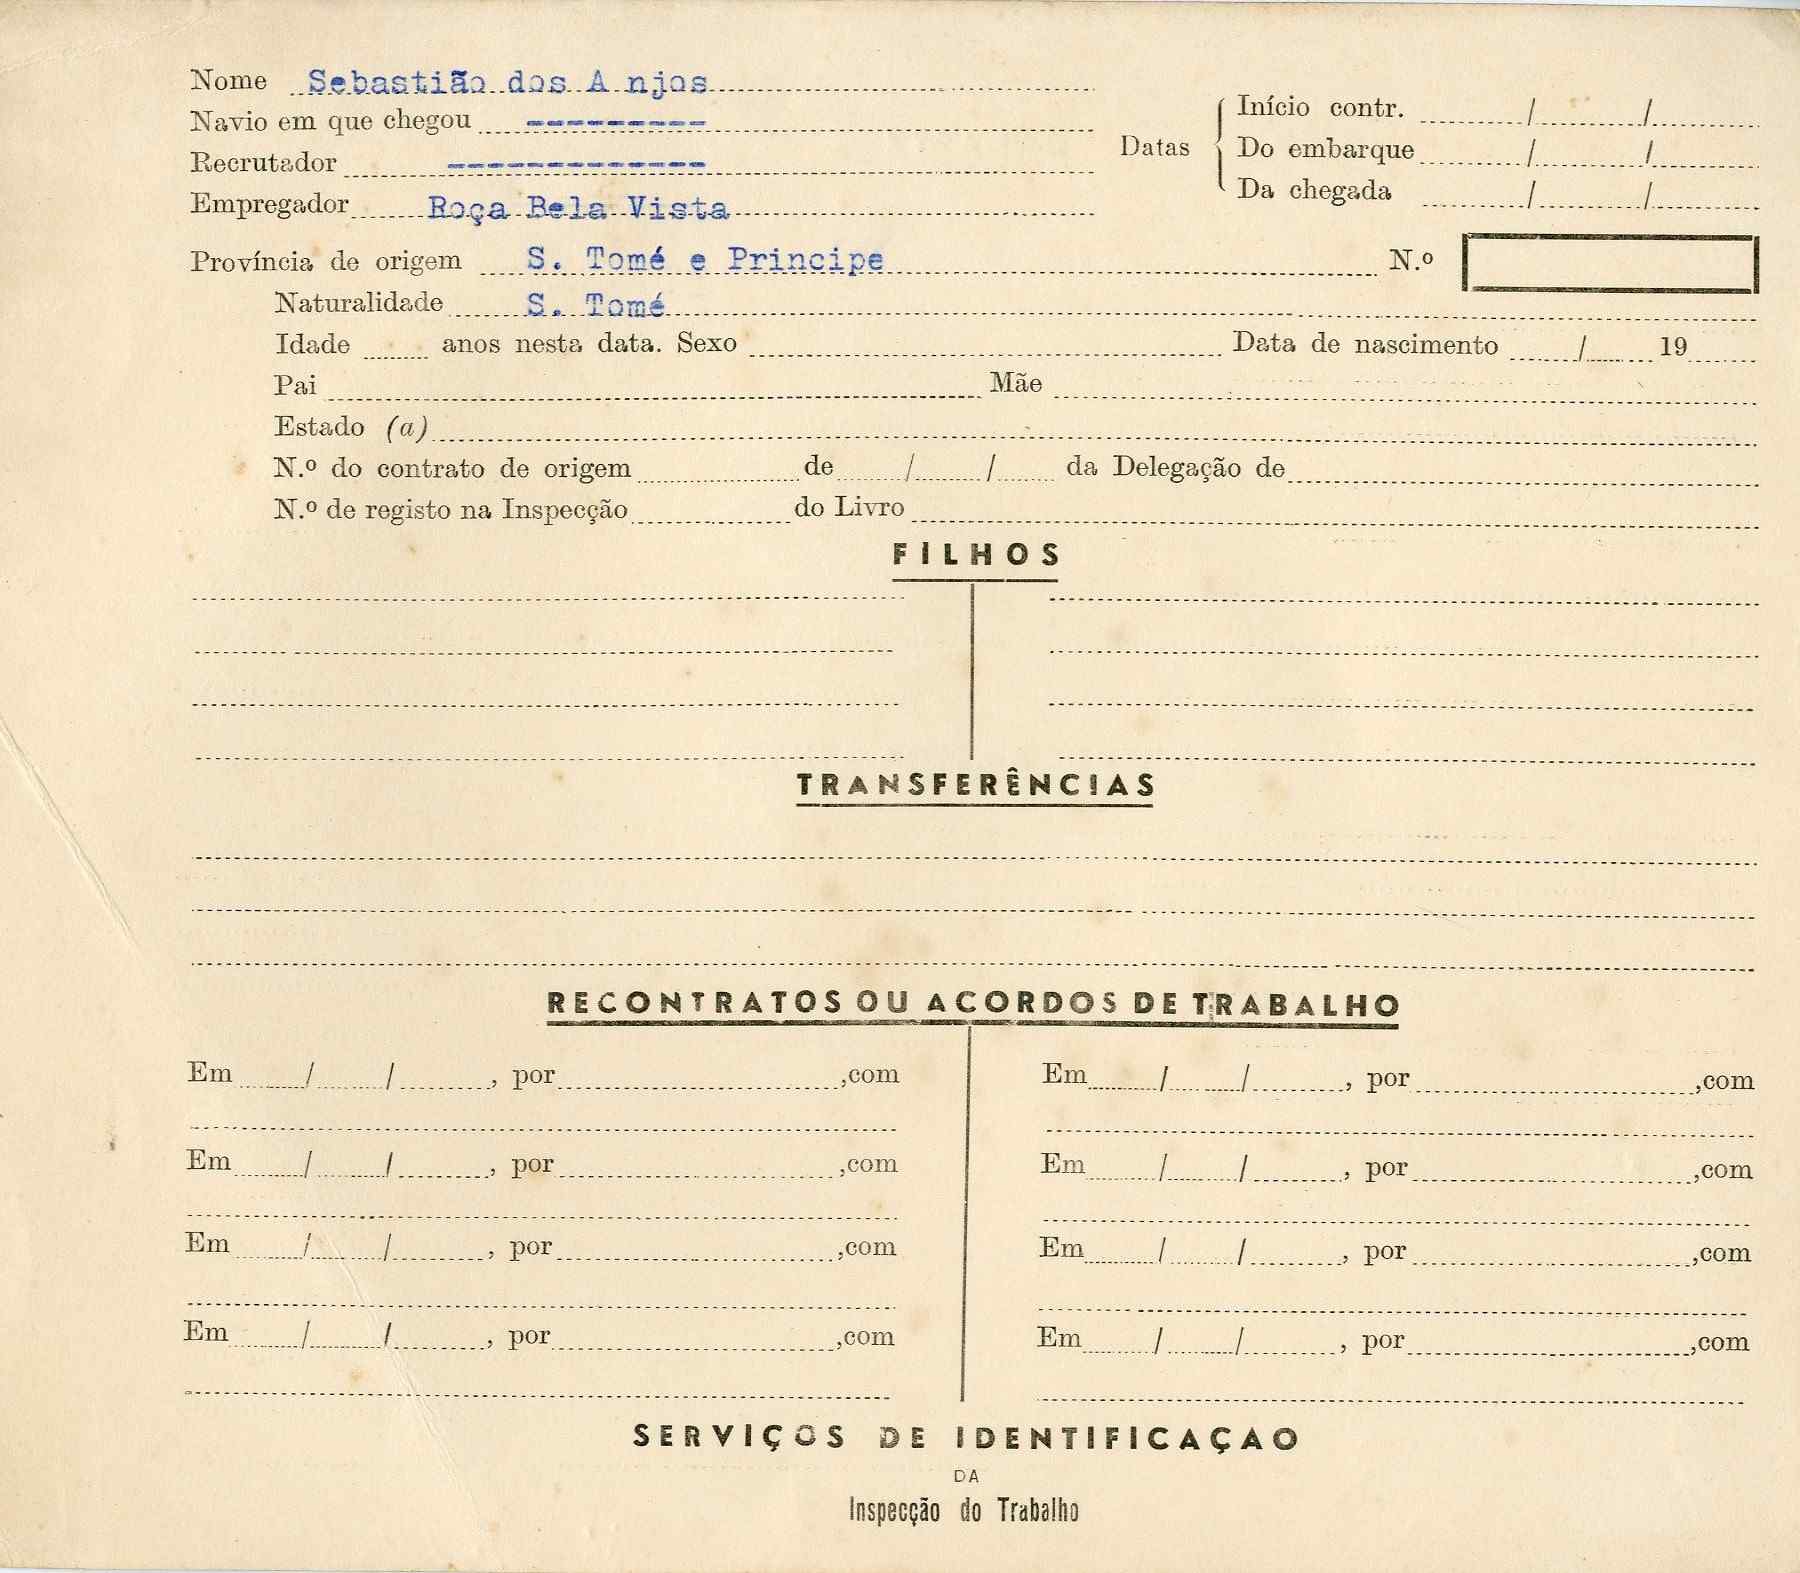 Nome Sebastião dos A njos
Navio em que chegou ---------
Recrutador -------------
Empregador Roça Bela Vista
Datas
Início contr. / /
Do embarque / /
Da chegada / /
Província de origem S. Tomé e Principe N.º
Naturalidade S. Tomé
Idade anos nesta data. Sexo Data de nascimento / 19
Pai Mãe
Estado (a)
N.º do contrato de origem de / / da Delegação de
N.º de registo na Inspecção do Livro
FILHOS
TRANSFERÊNCIAS
RECONTRATOS OU ACORDOS DE TRABALHO
Em / / , por ,com
Em / / , por ,com
Em / / , por ,com
Em / / , por ,com
Em / / , por ,com
Em / / , por ,com
Em / / , por ,com
Em / / , por ,com
SERVIÇOS DE IDENTIFICAÇAO
DA
Inspecção do Trabalho